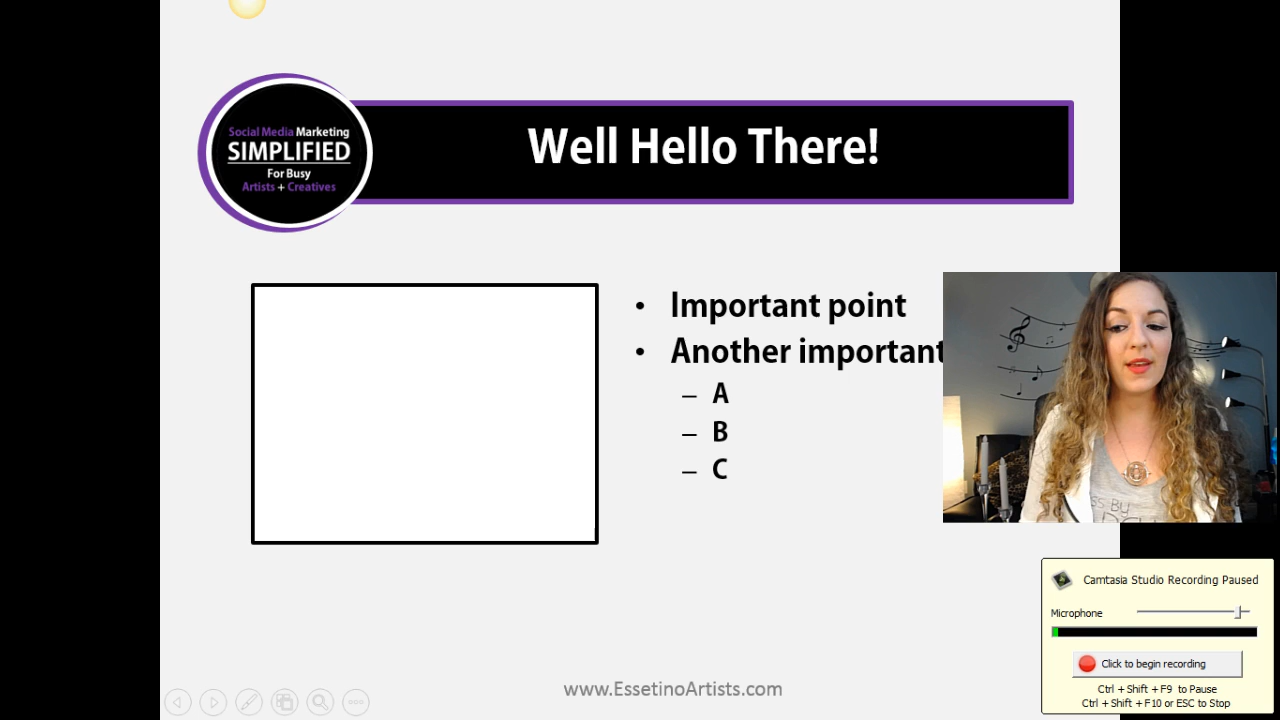 Social Media Marketing
SIMPLIFIED
For Busy
Artists + Creatives
Well Hello There!
• Important point
• Another important
– A
– B
– C
Camtasia Studio Recording Paused
Microphone
Click to begin recording
Ctrl + Shift + F9 to Pause
Ctrl + Shift + F10 or ESC to Stop
www.EssetinoArtists.com